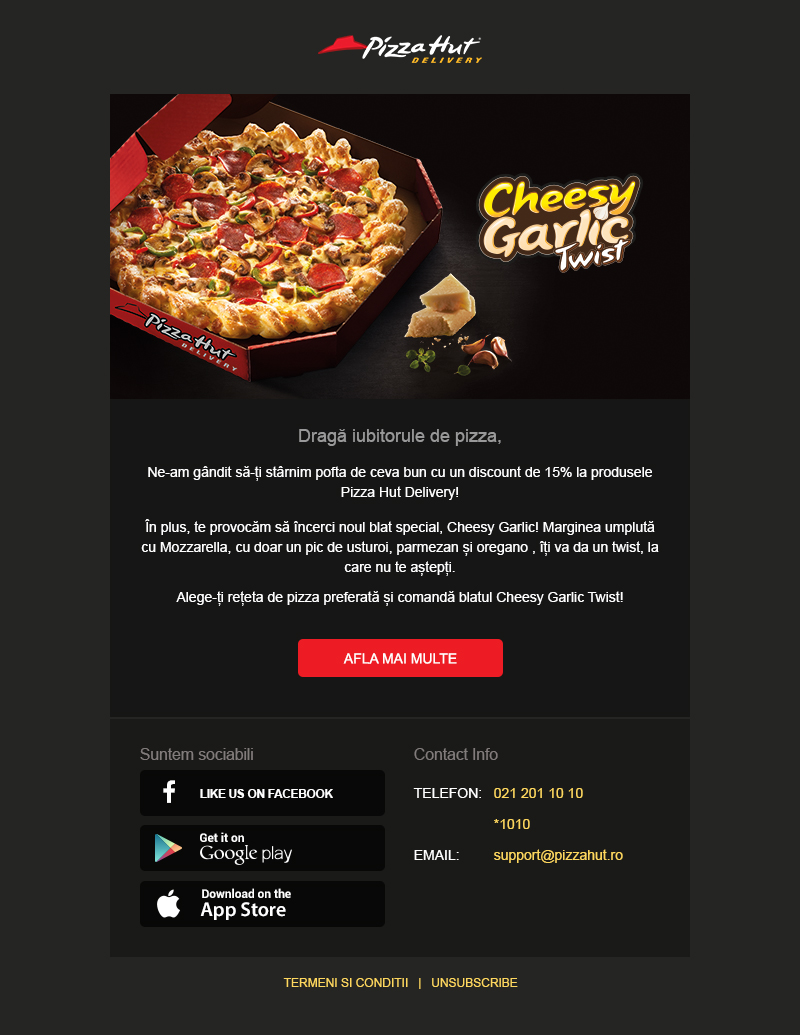 Pizza Hut
DELIVERY
Cheesy
Garlic
Twist
Pizza Hut
DELIVERY
Dragă iubitorule de pizza,
Ne-am gândit să-ți stârnim pofta de ceva bun cu un discount de 15% la produsele
Pizza Hut Delivery!
În plus, te provocăm să încerci noul blat special, Cheesy Garlic! Marginea umplută
cu Mozzarella, cu doar un pic de usturoi, parmezan și oregano , îți va da un twist, la
care nu te aștepți.
Alege-ți rețeta de pizza preferată și comandă blatul Cheesy Garlic Twist!
AFLA MAI MULTE
Suntem sociabili
LIKE US ON FACEBOOK
Get it on
Google play
Download on the
App Store
Contact Info
TELEFON: 021 201 10 10
*1010
EMAIL: support@pizzahut.ro
TERMENI SI CONDITII | UNSUBSCRIBE